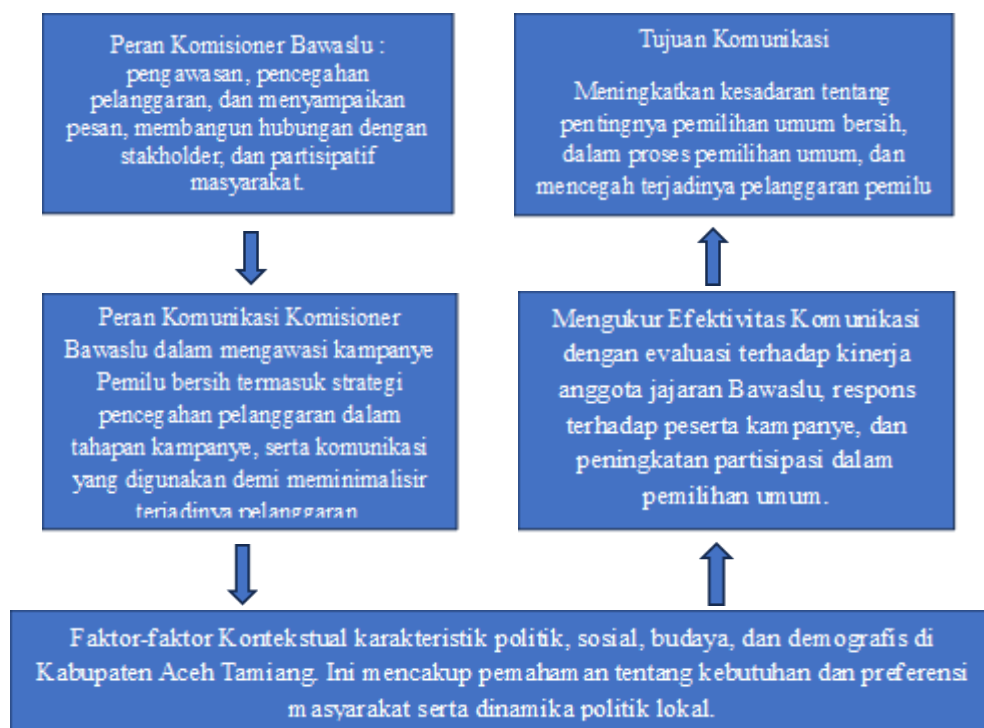 Peran Komisioner Bawaslu :
pengawasan, pencegahan
pelanggaran, dan menyampaikan
pesan, membangun hubungan dengan
stakholder, dan partisipatif
masyarakat.
Peran Komunikasi Komisioner
Bawaslu dalam mengawasi kampanye
Pemilu bersih termasuk strategi
pencegahan pelanggaran dalam
tahapan kampanye, serta komunikasi
yang digunakan demi meminimalisir
terjadinya pelanggaran
Faktor-faktor Kontekstual karakteristik politik, sosial, budaya, dan demografis di
Kabupaten Aceh Tamiang. Ini mencakup pemahaman tentang kebutuhan dan preferensi
masyarakat serta dinamika politik lokal.
Mengukur Efektivitas Komunikasi
dengan evaluasi terhadap kinerja
anggota jajaran Bawaslu, respons
terhadap peserta kampanye, dan
peningkatan partisipasi dalam
pemilihan umum.
Tujuan Komunikasi
Meningkatkan kesadaran tentang
pentingnya pemilihan umum bersih,
dalam proses pemilihan umum, dan
mencegah terjadinya pelanggaran pemilu